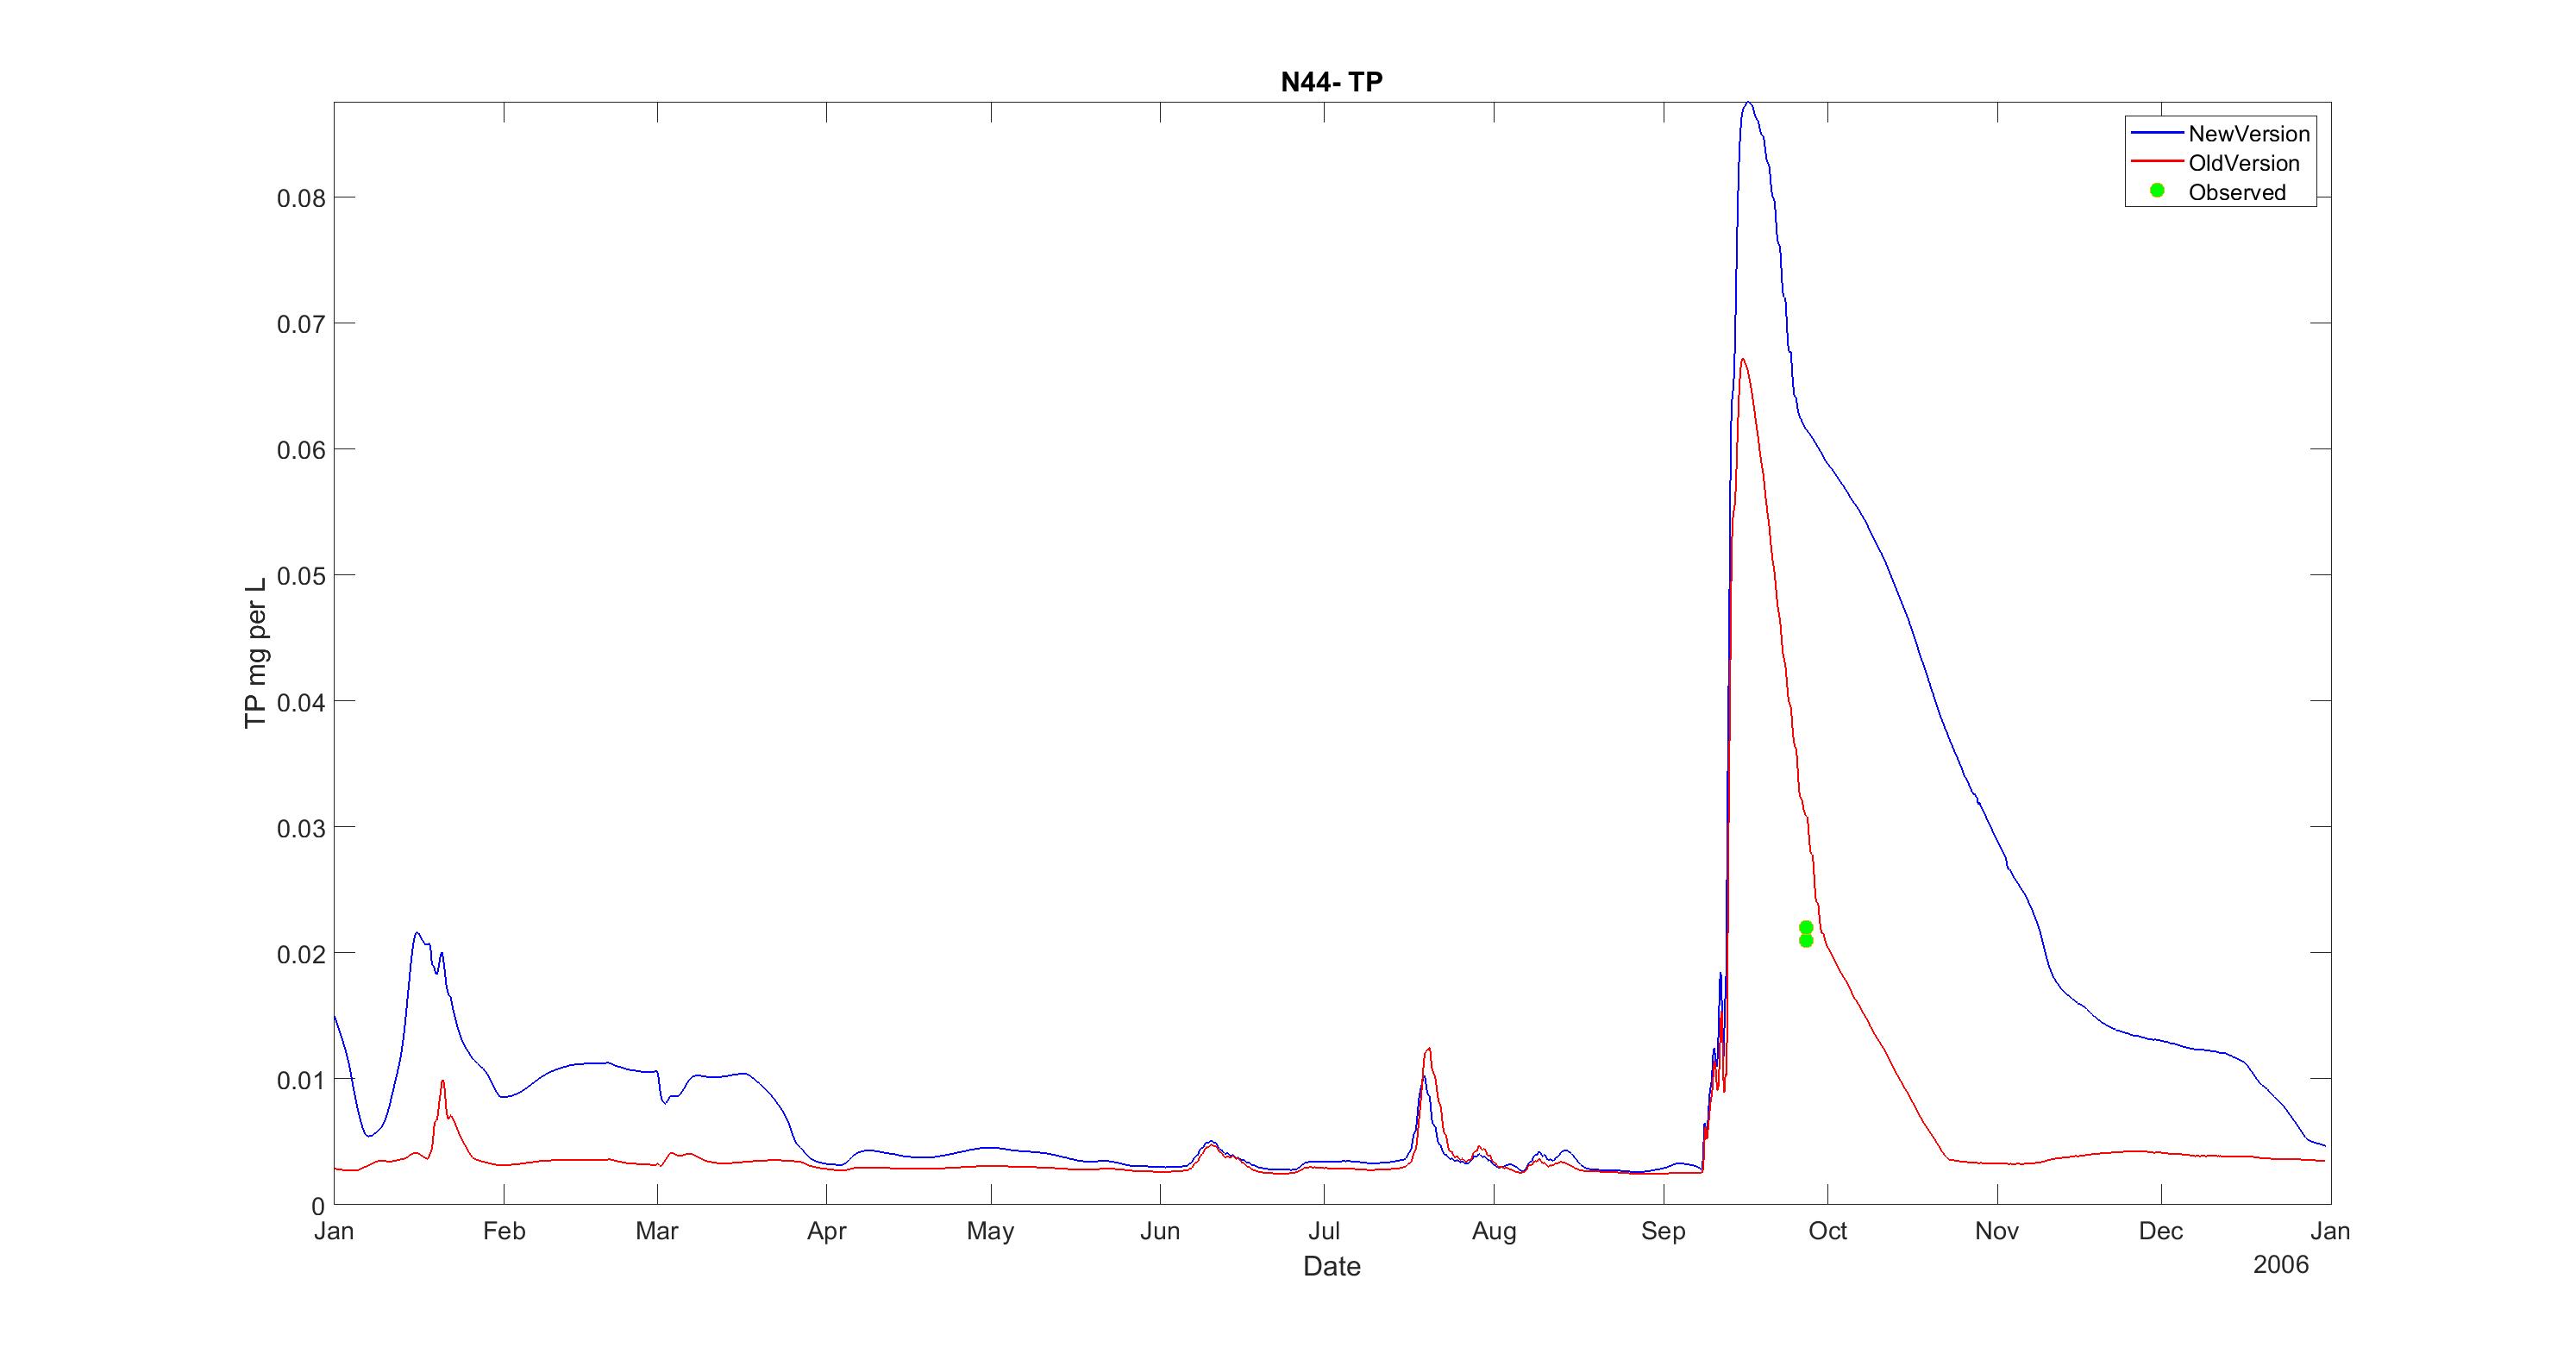 N44- TP
NewVersion
OldVersion
Observed
TP mg per L
0.08
0.07
0.06
0.05
0.04
0.03
0.02
0.01
0
Jan Feb Mar Apr May Jun Jul Aug Sep Oct Nov Dec Jan
Date
2006